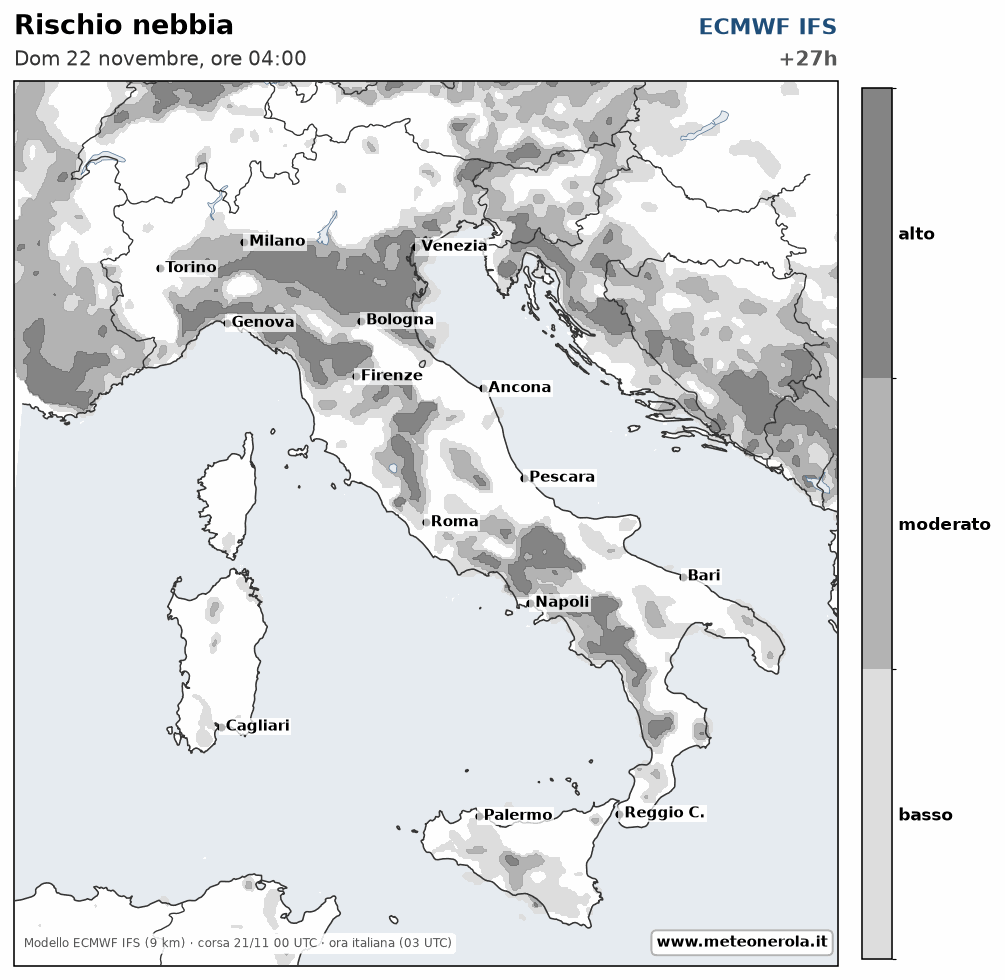 Rischio nebbia
ECMWF IFS
Dom 22 novembre, ore 04:00
+27h
Milano
Venezia
Torino
Genova
Bologna
Firenze
Ancona
Pescara
Roma
Bari
Napoli
Cagliari
Palermo
Reggio C.
alto
moderato
basso
Modello ECMWF IFS (9 km) · corsa 21/11 00 UTC · ora italiana (03 UTC)
www.meteonerola.it